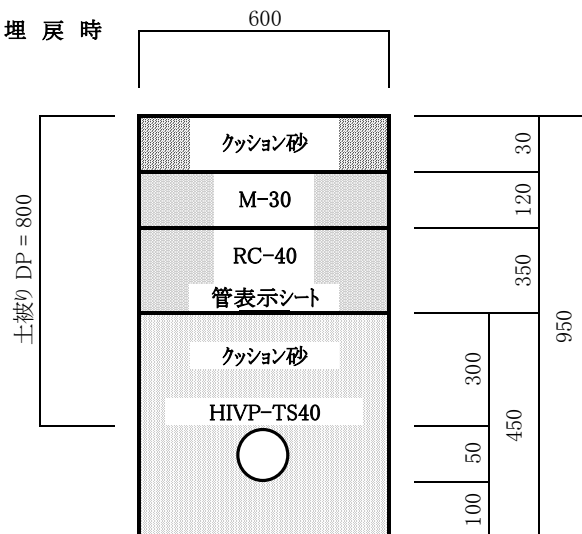 埋 戻 時
600
クッション砂
30
M-30
120
RC-40
350
管表示シート
土被り DP = 800
950
クッション砂
300
450
HIVP-TS40
50
100